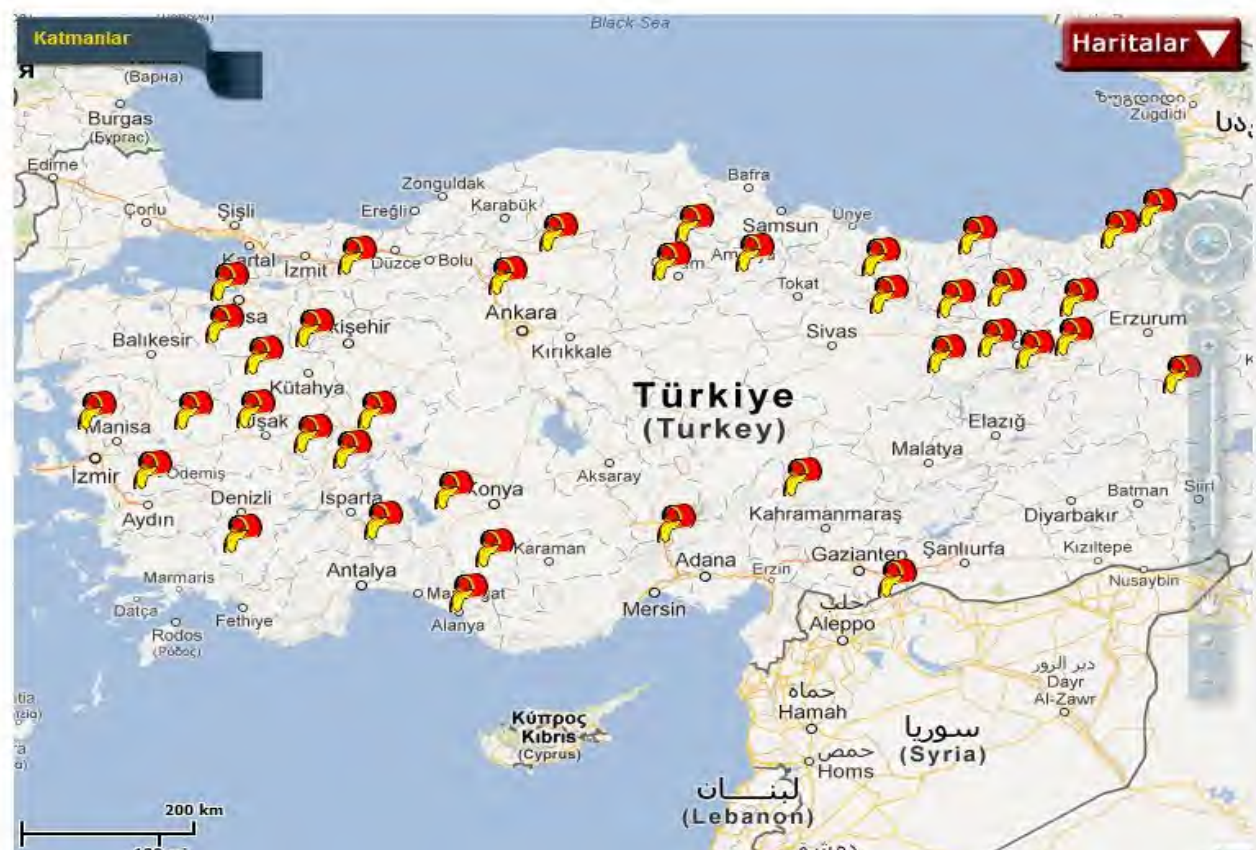 Black Sea
Katmanlar
Haritalar
(Варна)
Burgas
(Бургас)
ზუგდიდი
Zugdidi
Edirne
Çorlu
Şişli
Zonguldak
Ereğli
Karabük
Bafra
Samsun
Ünye
Kartal
İzmit
Düzce
Bolu
Tokat
Ankara
Balıkesir
Kırıkkale
Sivas
Erzurum
Kütahya
Türkiye
(Turkey)
Manisa
Uşak
Elazığ
Malatya
İzmir
Ödemiş
Aksaray
Batman
Siirt
Denizli
Isparta
Konya
Aydın
Kahramanmaraş
Diyarbakır
Karaman
Gaziantep
Şanlıurfa
Kızıltepe
Antalya
Adana
Erzin
Nusaybin
Marmaris
Mersin
Datça
Fethiye
Alanya
حلب
Aleppo
Rodos
(Ρόδος)
دير الزور
Dayr
Al-Zawr
حماة
Hamah
Κύπρος
Kıbrıs
(Cyprus)
سوريا
(Syria)
حمص
Homs
لبنان
(Lebanon)
200 km